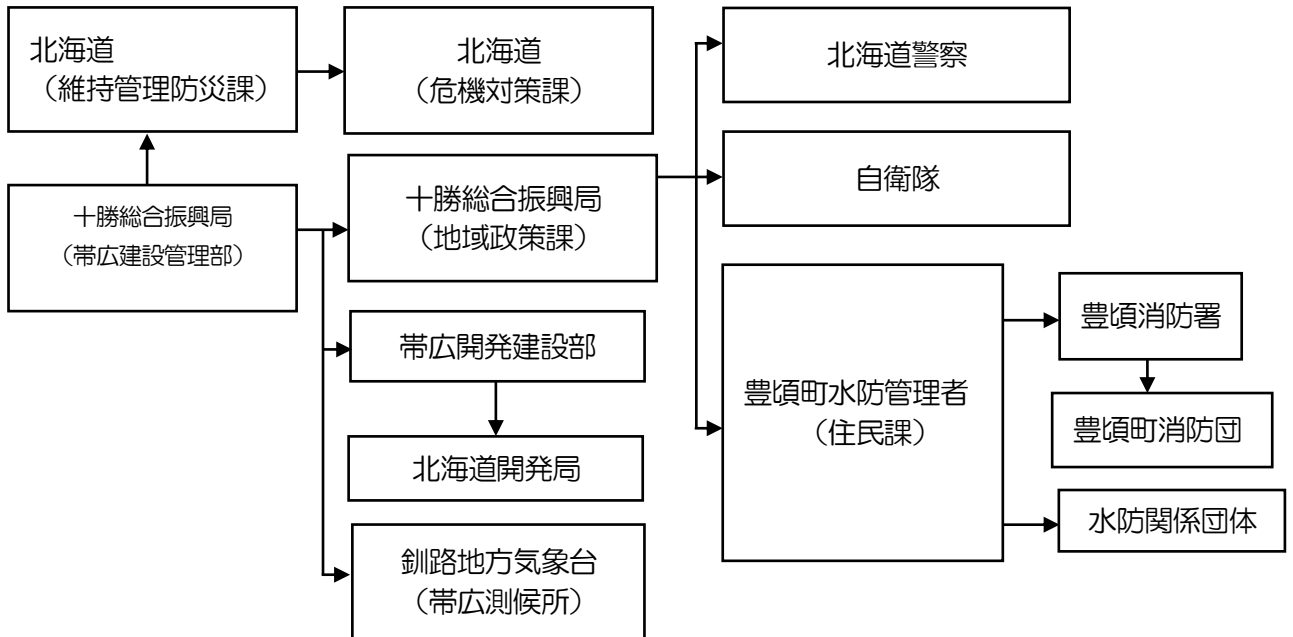 北海道
（維持管理防災課）
北海道
（危機対策課）
北海道警察
自衛隊
十勝総合振興局
（帯広建設管理部）
十勝総合振興局
（地域政策課）
帯広開発建設部
北海道開発局
釧路地方気象台
（帯広測候所）
豊頃町水防管理者
（住民課）
豊頃消防署
豊頃町消防団
水防関係団体